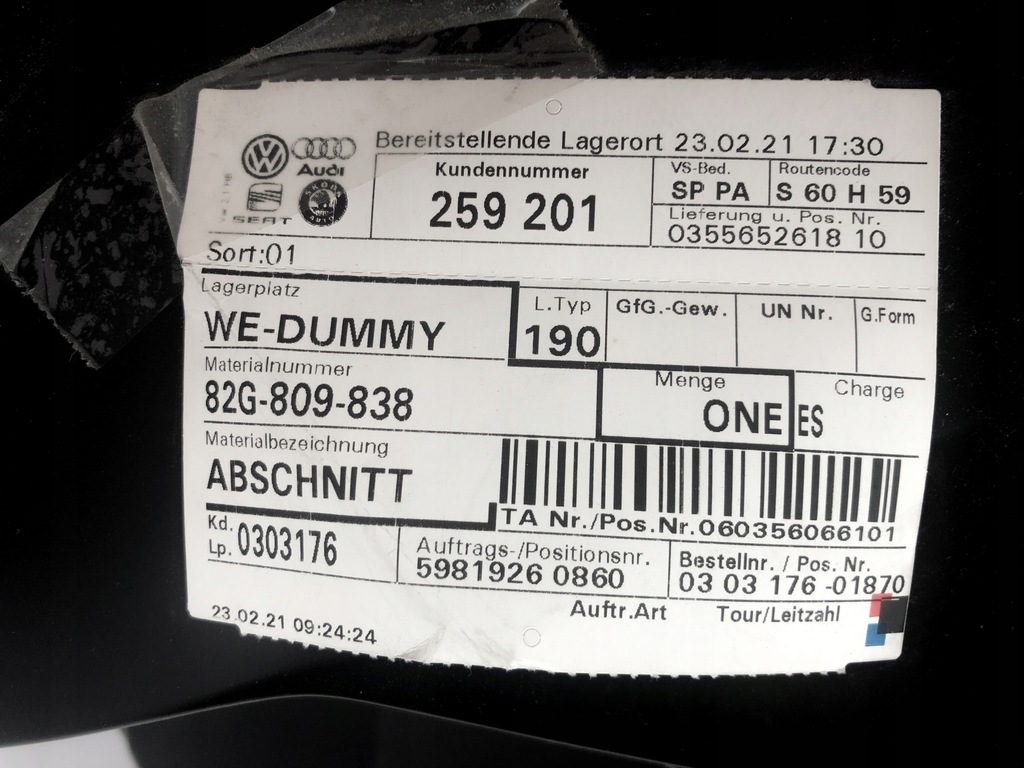 Bereitstellende Lagerort 23.02.21 17:30
Audi
SEAT
SKODA
AUTO
Kundennummer
259 201
VS-Bed.
SP PA
Routencode
S 60 H 59
Lieferung u. Pos. Nr.
0355652618 10
Sort:01
Lagerplatz
WE-DUMMY
L.Typ
190
GfG.-Gew.
UN Nr.
G.Form
Materialnummer
82G-809-838
Menge
ONE
Charge
ES
Materialbezeichnung
ABSCHNITT
TA Nr./Pos.Nr.060356066101
Kd.
Lp. 0303176
Auftrags-/Positionsnr.
59819260 0860
Bestellnr. / Pos. Nr.
03 03 176 -01870
Auftr.Art
Tour/Leitzahl
23.02.21 09:24:24